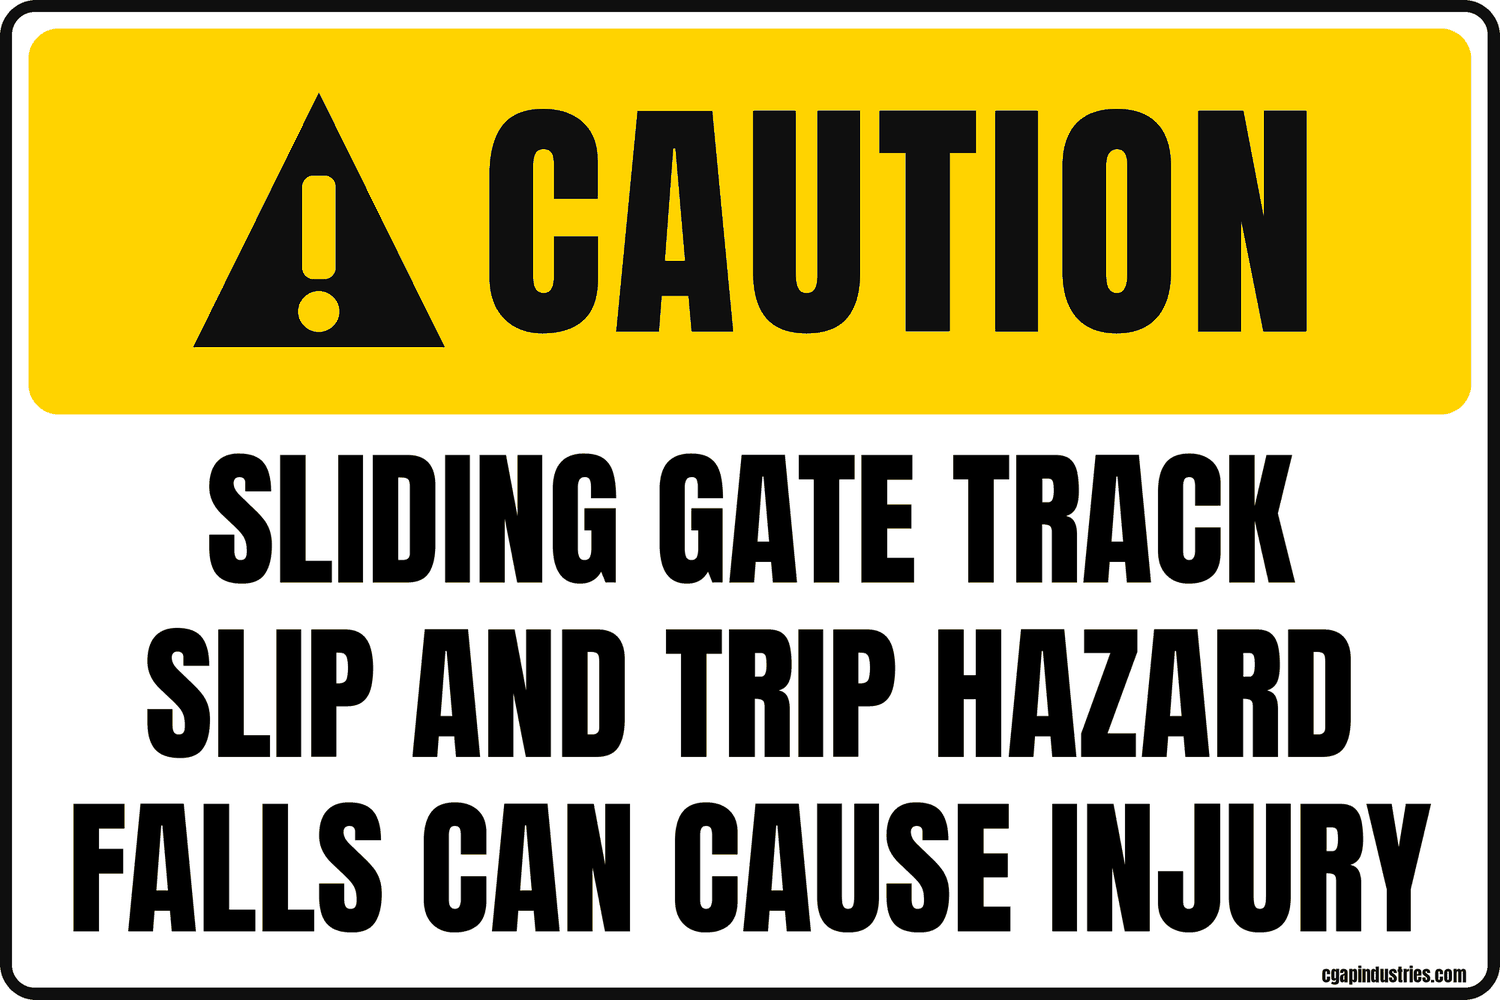 CAUTION
SLIDING GATE TRACK
SLIP AND TRIP HAZARD
FALLS CAN CAUSE INJURY
cgapindustries.com